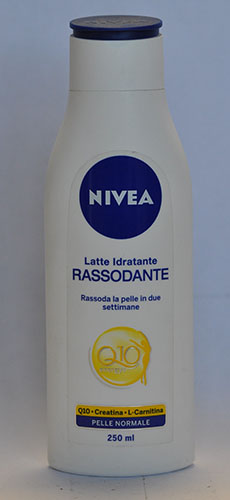 NIVEA
Latte Idratante
RASSODANTE
Rassoda la pelle in due
settimane
Q10
Q10 • Creatina • L-Carnitina
PELLE NORMALE
250 ml